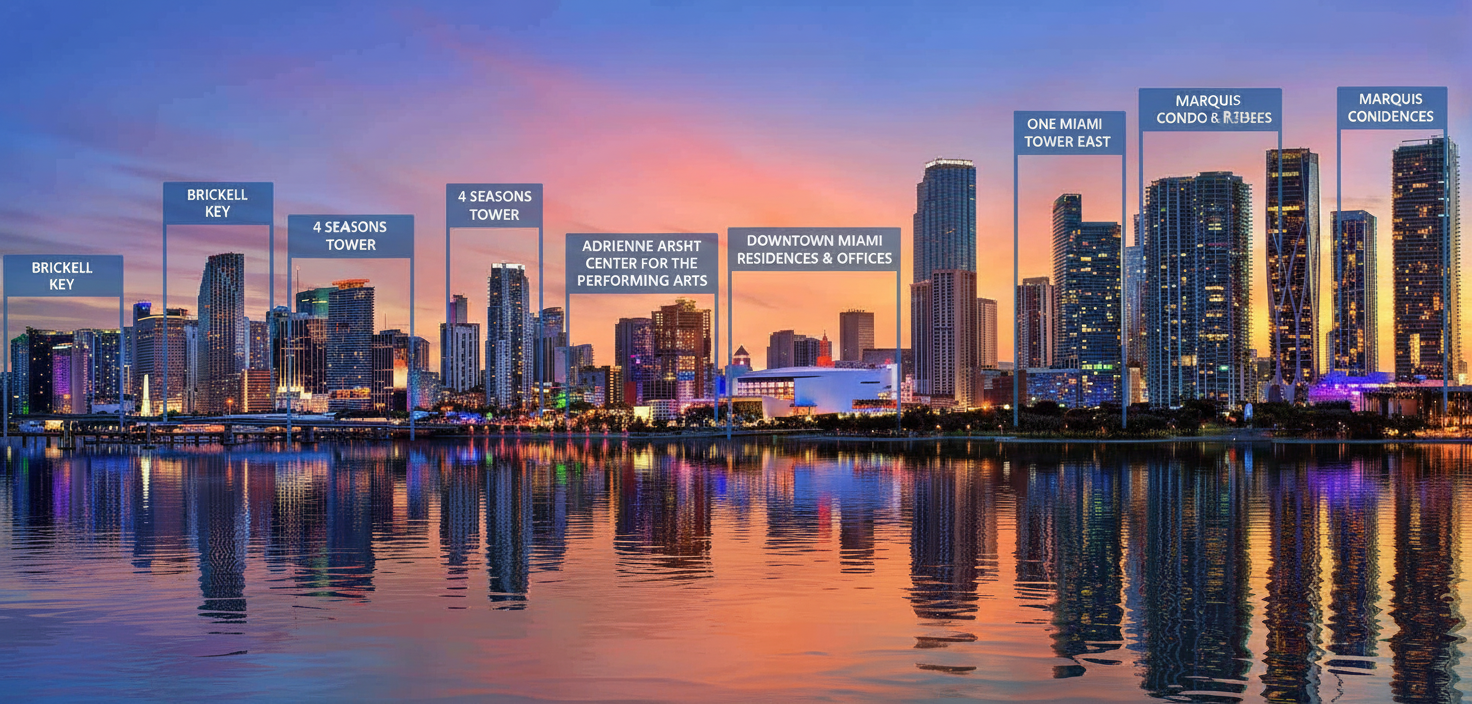 BRICKELL
KEY
BRICKELL
KEY
4 SEASONS
TOWER
4 SEASONS
TOWER
ADRIENNE ARSHT
CENTER FOR THE
PERFORMING ARTS
DOWNTOWN MIAMI
RESIDENCES & OFFICES
ONE MIAMI
TOWER EAST
MARQUIS
CONDO &
MARQUIS
CONIDENCES